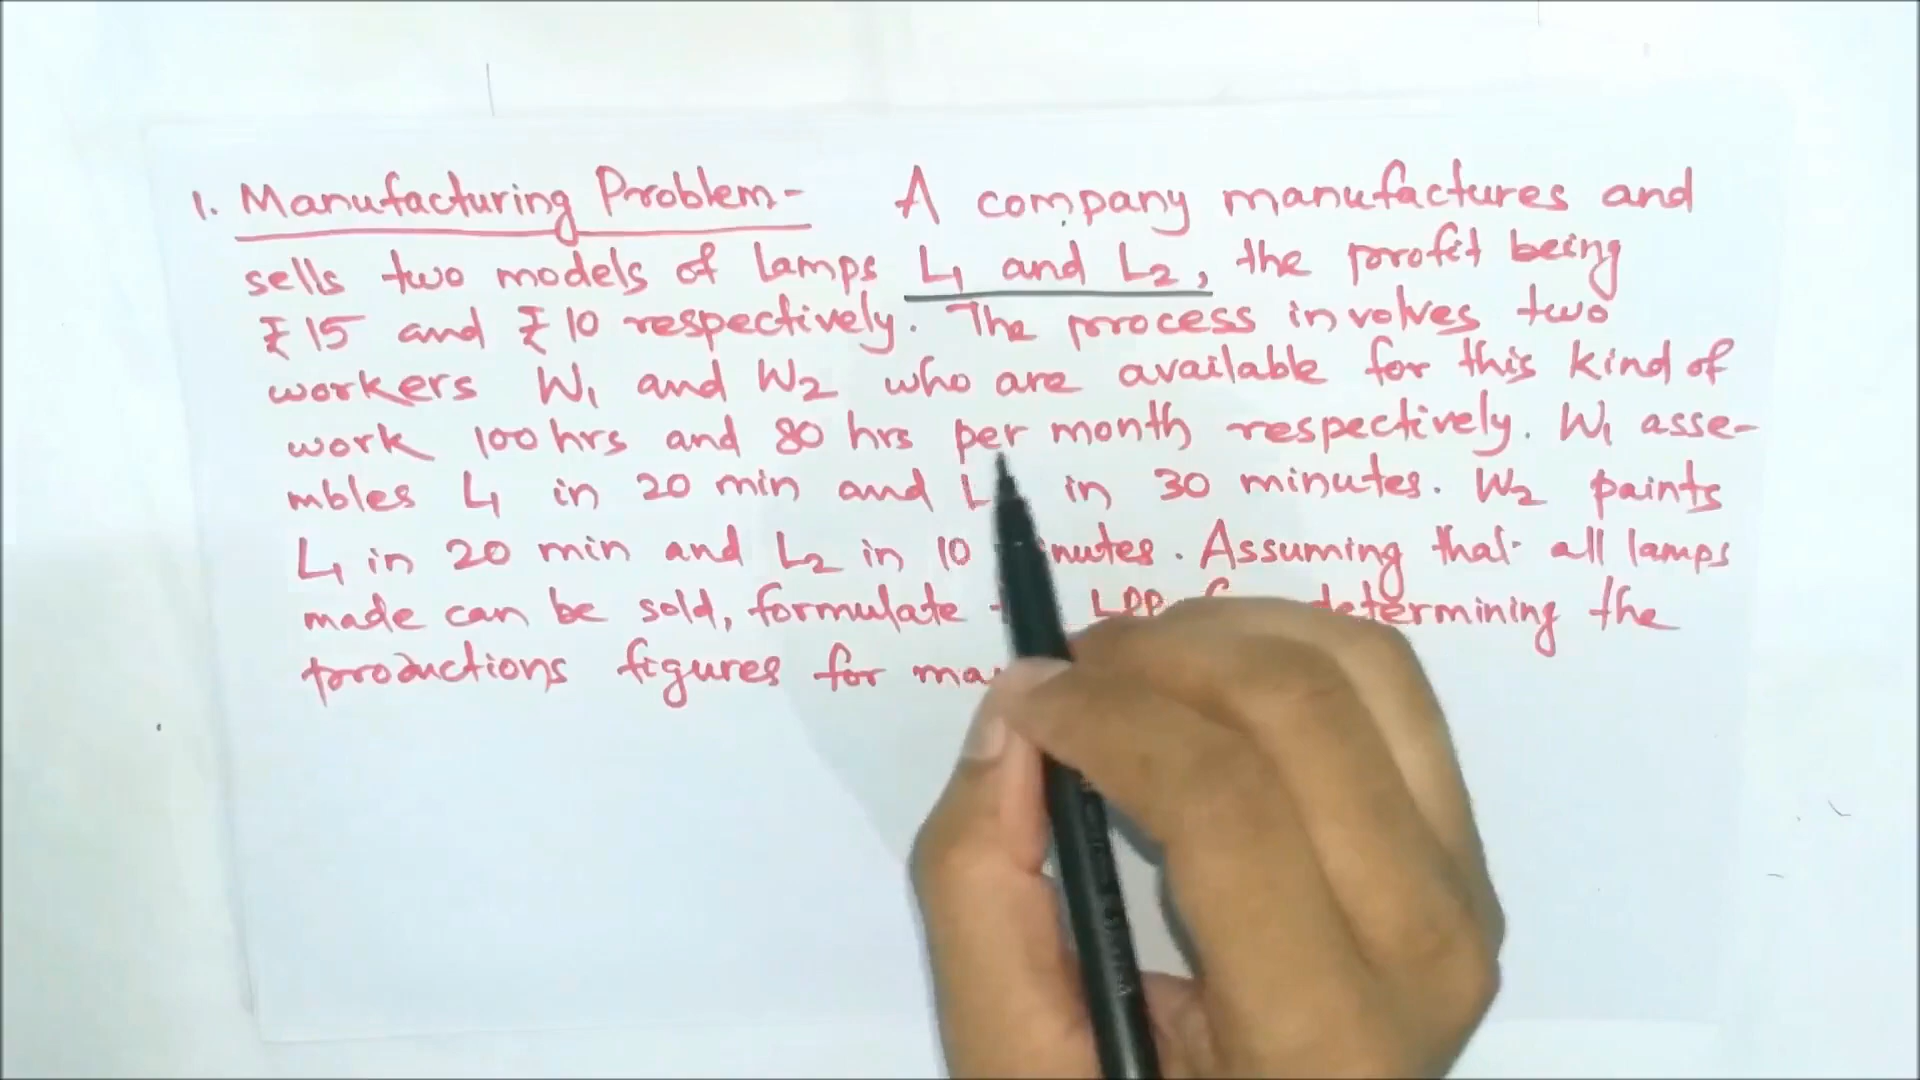 1. Manufacturing Problem- A company manufactures and
sells two models of lamps L1 and L2, the profit being
₹15 and ₹10 respectively. The process involves two
workers W1 and W2 who are available for this kind of
work 100hrs and 80 hrs per month respectively. W1 asse-
mbles L1 in 20 min and L in 30 minutes. W2 paints
L1 in 20 min and L2 in 10 inutes. Assuming that all lamps
made can be sold, formulate LPP determining the
productions figures for ma